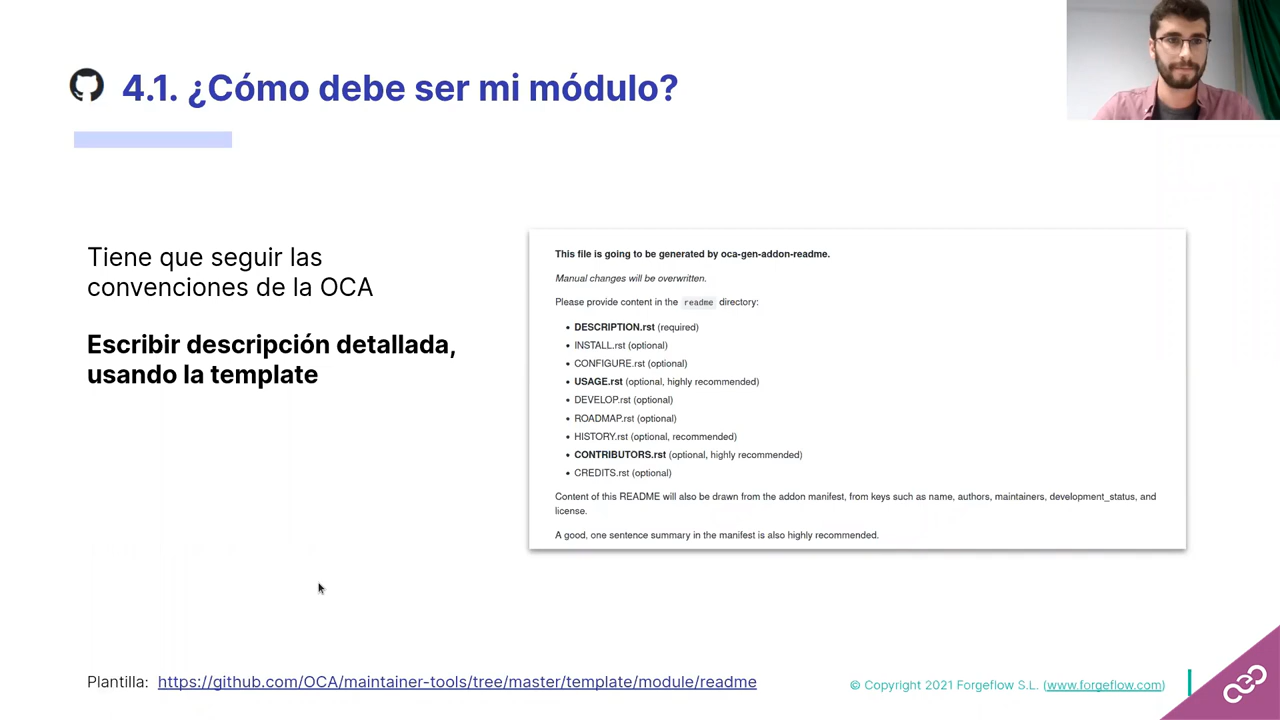 4.1. ¿Cómo debe ser mi módulo?
Tiene que seguir las
convenciones de la OCA
Escribir descripción detallada,
usando la template
This file is going to be generated by oca-gen-addon-readme.
Manual changes will be overwritten.
Please provide content in the readme directory:
• DESCRIPTION.rst (required)
• INSTALL.rst (optional)
• CONFIGURE.rst (optional)
• USAGE.rst (optional, highly recommended)
• DEVELOP.rst (optional)
• ROADMAP.rst (optional)
• HISTORY.rst (optional, recommended)
• CONTRIBUTORS.rst (optional, highly recommended)
• CREDITS.rst (optional)
Content of this README will also be drawn from the addon manifest, from keys such as name, authors, maintainers, development_status, and
license.
A good, one sentence summary in the manifest is also highly recommended.
Plantilla: https://github.com/OCA/maintainer-tools/tree/master/template/module/readme
© Copyright 2021 Forgeflow S.L. (www.forgeflow.com)